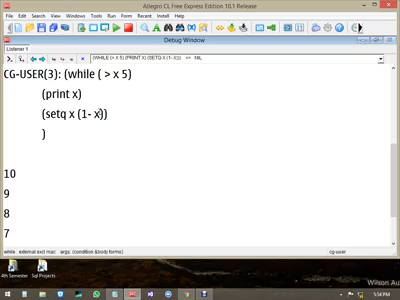 Allegro CL Free Express Edition 10.1 Release
File Edit Search View Windows Tools Run Form Recent Install Help
Debug Window
Listener 1
(WHILE (> X 5) (PRINT X) (SETQ X (1- X))) => NIL
CG-USER(3): (while ( > x 5)
(print x)
(setq x (1- x))
)
10
9
8
7
while external excl mac args: (condition &body forms)
cg-user
4th Semester
Sql Projects
Wilson Au
5:54 PM